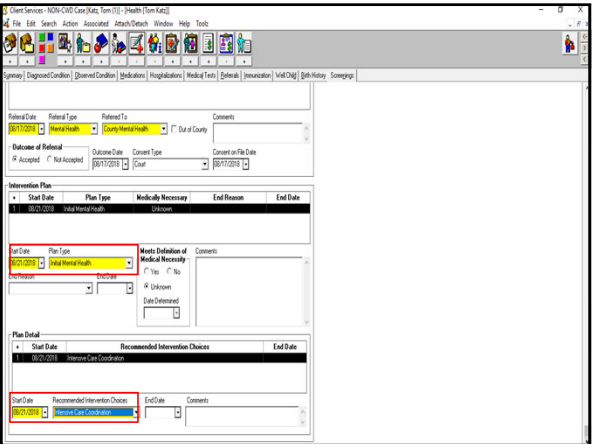 Client Services - NON-CWD Case [Katz, Tom (1)] - [Health [Tom Katz]]
File Edit Search Action Associated Attach/Detach Window Help Toolz
Summary Diagnosed Condition Observed Condition Medications Hospitalizations Medical Tests Referrals Immunization Well Child Birth History Screenings
Referral Date Referral Type Referred To Comments
08/17/2018 Mental Health County Mental Health Out of County
Outcome of Referral Outcome Date Consent Type Consent on File Date
Accepted Not Accepted 08/17/2018 Court 08/17/2018
Intervention Plan
+ Start Date Plan Type Medically Necessary End Reason End Date
1 08/21/2018 Initial Mental Health Unknown
Start Date Plan Type Meets Definition of Comments
Medical Necessity
08/21/2018 Initial Mental Health
Yes No
End Reason End Date
Unknown
Date Determined
Plan Detail
+ Start Date Recommended Intervention Choices End Date
1 08/21/2018 Intensive Care Coordination
Start Date Recommended Intervention Choices End Date Comments
08/21/2018 Intensive Care Coordination